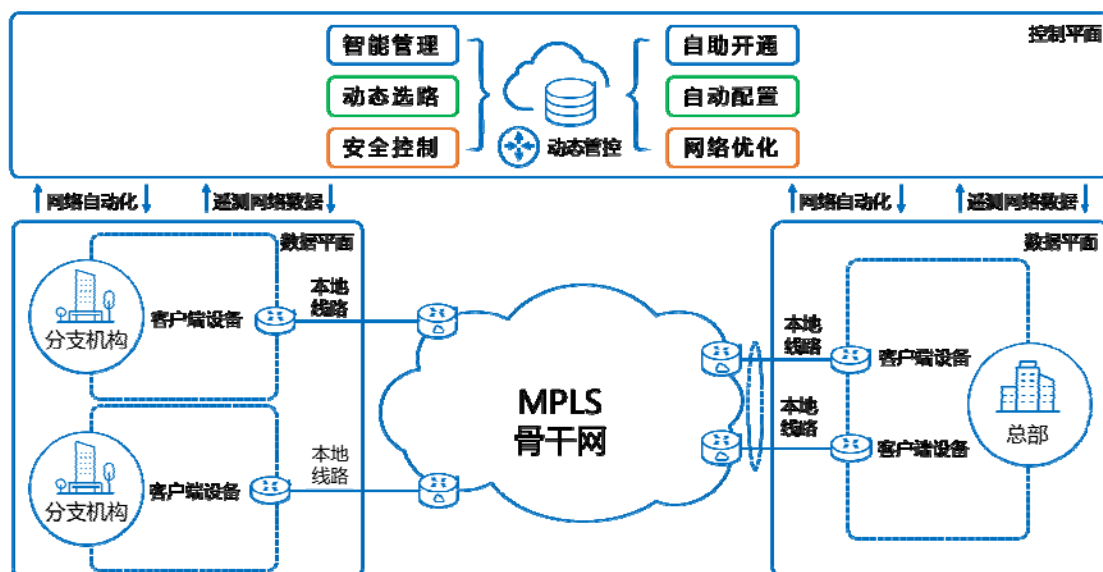 控制平面
智能管理
自助开通
动态选路
自动配置
安全控制
动态管控
网络优化
网络自动化
遥测网络数据
网络自动化
遥测网络数据
数据平面
数据平面
分支机构
客户端设备
本地
线路
分支机构
客户端设备
本地
线路
MPLS
骨干网
本地
线路
客户端设备
本地
线路
客户端设备
总部